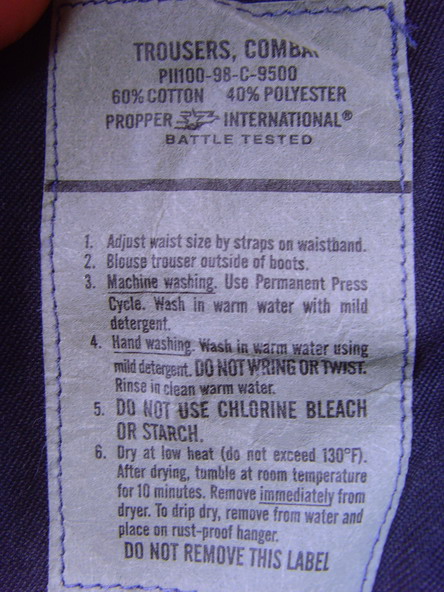 TROUSERS, COMBA
PII100-98-C-9500
60% COTTON 40% POLYESTER
PROPPER INTERNATIONAL®
BATTLE TESTED
1. Adjust waist size by straps on waistband.
2. Blouse trouser outside of boots.
3. Machine washing. Use Permanent Press
Cycle. Wash in warm water with mild
detergent.
4. Hand washing. Wash in warm water using
mild detergent. DO NOT WRING OR TWIST.
Rinse in clean warm water.
5. DO NOT USE CHLORINE BLEACH
OR STARCH.
6. Dry at low heat (do not exceed 130°F).
After drying, tumble at room temperature
for 10 minutes. Remove immediately from
dryer. To drip dry, remove from water and
place on rust-proof hanger.
DO NOT REMOVE THIS LABEL